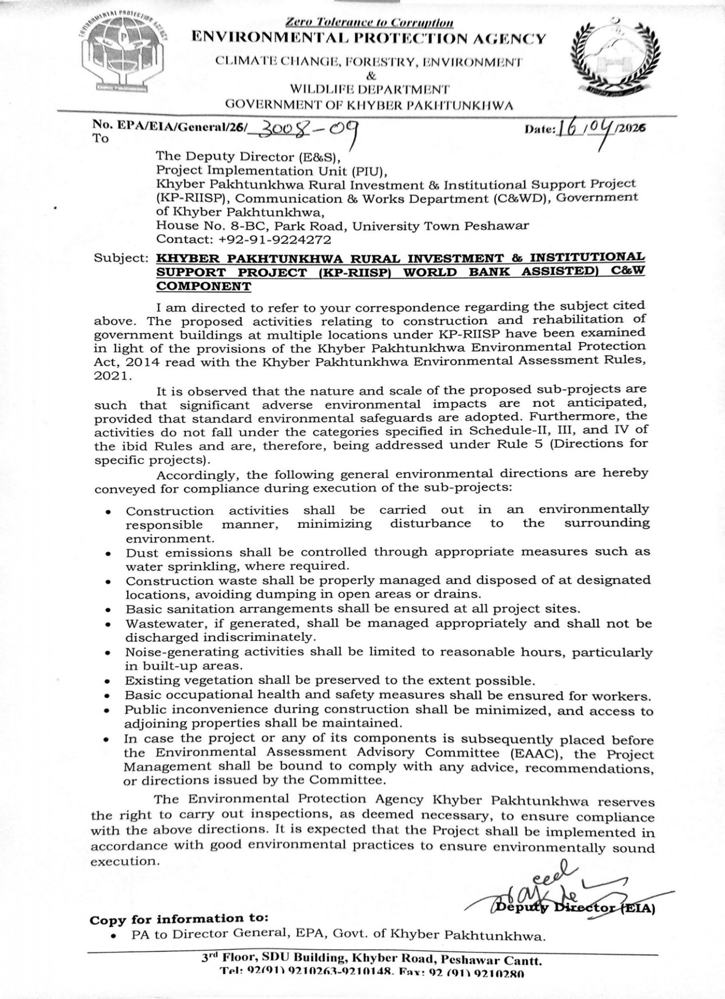 ENVIRONMENTAL PROTECTION AGENCY
P
A
Zero Tolerance to Corruption
ENVIRONMENTAL PROTECTION AGENCY
CLIMATE CHANGE, FORESTRY, ENVIRONMENT
&
WILDLIFE DEPARTMENT
GOVERNMENT OF KHYBER PAKHTUNKHWA
No. EPA/EIA/General/26/ 3008-09 Date: 16/04/2026
To
The Deputy Director (E&S),
Project Implementation Unit (PIU),
Khyber Pakhtunkhwa Rural Investment & Institutional Support Project
(KP-RIISP), Communication & Works Department (C&WD), Government
of Khyber Pakhtunkhwa,
House No. 8-BC, Park Road, University Town Peshawar
Contact: +92-91-9224272
Subject: KHYBER PAKHTUNKHWA RURAL INVESTMENT & INSTITUTIONAL
SUPPORT PROJECT (KP-RIISP) WORLD BANK ASSISTED) C&W
COMPONENT
I am directed to refer to your correspondence regarding the subject cited
above. The proposed activities relating to construction and rehabilitation of
government buildings at multiple locations under KP-RIISP have been examined
in light of the provisions of the Khyber Pakhtunkhwa Environmental Protection
Act, 2014 read with the Khyber Pakhtunkhwa Environmental Assessment Rules,
2021.
It is observed that the nature and scale of the proposed sub-projects are
such that significant adverse environmental impacts are not anticipated,
provided that standard environmental safeguards are adopted. Furthermore, the
activities do not fall under the categories specified in Schedule-II, III, and IV of
the ibid Rules and are, therefore, being addressed under Rule 5 (Directions for
specific projects).
Accordingly, the following general environmental directions are hereby
conveyed for compliance during execution of the sub-projects:
• Construction activities shall be carried out in an environmentally
responsible manner, minimizing disturbance to the surrounding
environment.
• Dust emissions shall be controlled through appropriate measures such as
water sprinkling, where required.
• Construction waste shall be properly managed and disposed of at designated
locations, avoiding dumping in open areas or drains.
• Basic sanitation arrangements shall be ensured at all project sites.
• Wastewater, if generated, shall be managed appropriately and shall not be
discharged indiscriminately.
• Noise-generating activities shall be limited to reasonable hours, particularly
in built-up areas.
• Existing vegetation shall be preserved to the extent possible.
• Basic occupational health and safety measures shall be ensured for workers.
• Public inconvenience during construction shall be minimized, and access to
adjoining properties shall be maintained.
• In case the project or any of its components is subsequently placed before
the Environmental Assessment Advisory Committee (EAAC), the Project
Management shall be bound to comply with any advice, recommendations,
or directions issued by the Committee.
The Environmental Protection Agency Khyber Pakhtunkhwa reserves
the right to carry out inspections, as deemed necessary, to ensure compliance
with the above directions. It is expected that the Project shall be implemented in
accordance with good environmental practices to ensure environmentally sound
execution.
Deputy Director (EIA)
Copy for information to:
• PA to Director General, EPA, Govt. of Khyber Pakhtunkhwa.
3rd Floor, SDU Building, Khyber Road, Peshawar Cantt.
Tel: 92(91) 9210263-9210148. Fax: 92 (91) 9210280